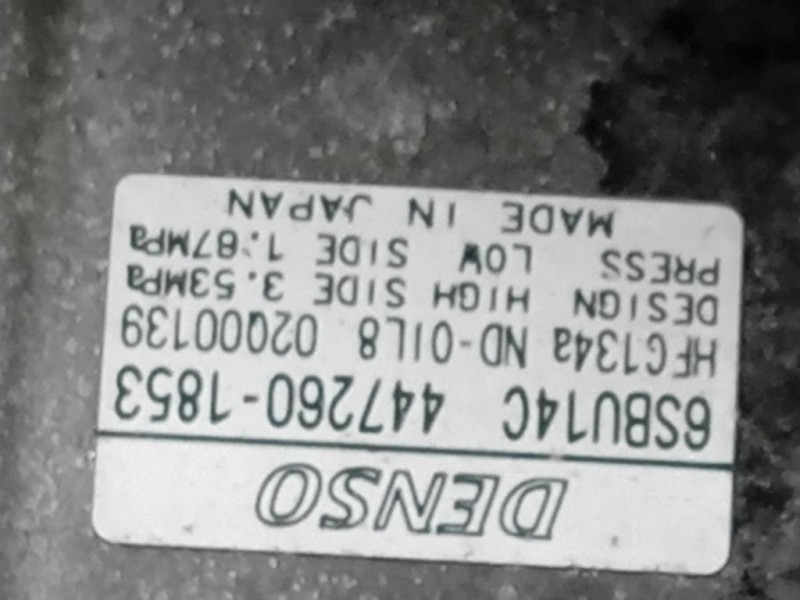 DENSO
6SBU14C 447260-1853
HFC134a ND-OIL8 02Q00139
DESIGN HIGH SIDE 3.53MPa
PRESS LOW SIDE 1.87MPa
MADE IN JAPAN